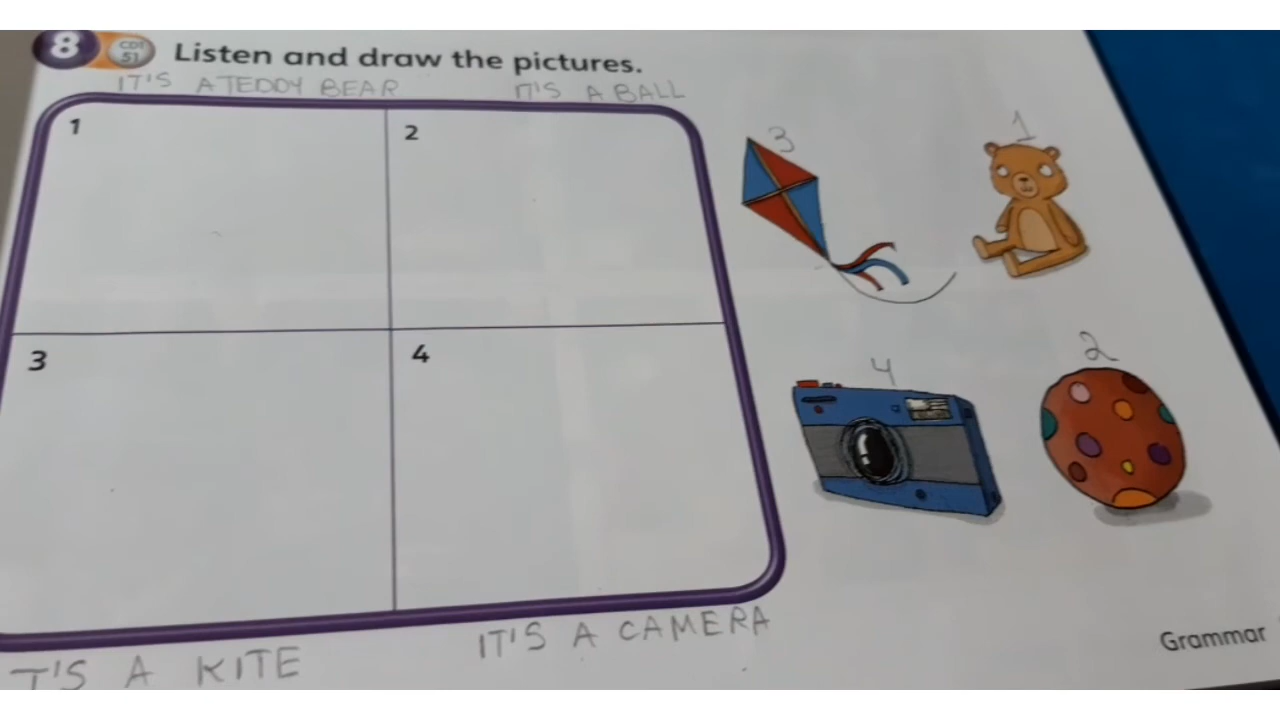 8 CD1 51 Listen and draw the pictures.
IT'S A TEDDY BEAR IT'S A BALL
1 2
3 1
3 4
4 2
T'S A KITE IT'S A CAMERA
Grammar